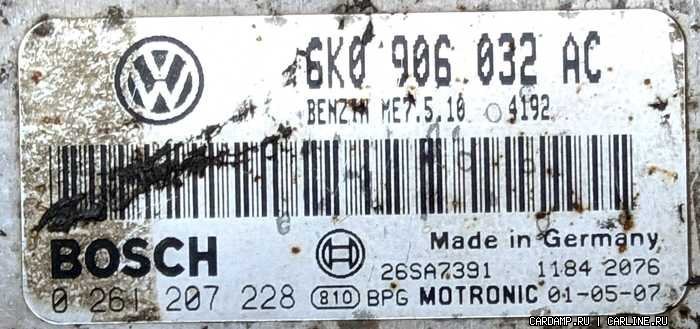 6K0 906 032 AC
BENZIN ME7.5.10 4192
BOSCH
Made in Germany
26SA7391 1184 2076
0 261 207 228 810 BPG MOTRONIC 01-05-07
CARDAMP.RU | CARLINE.RU